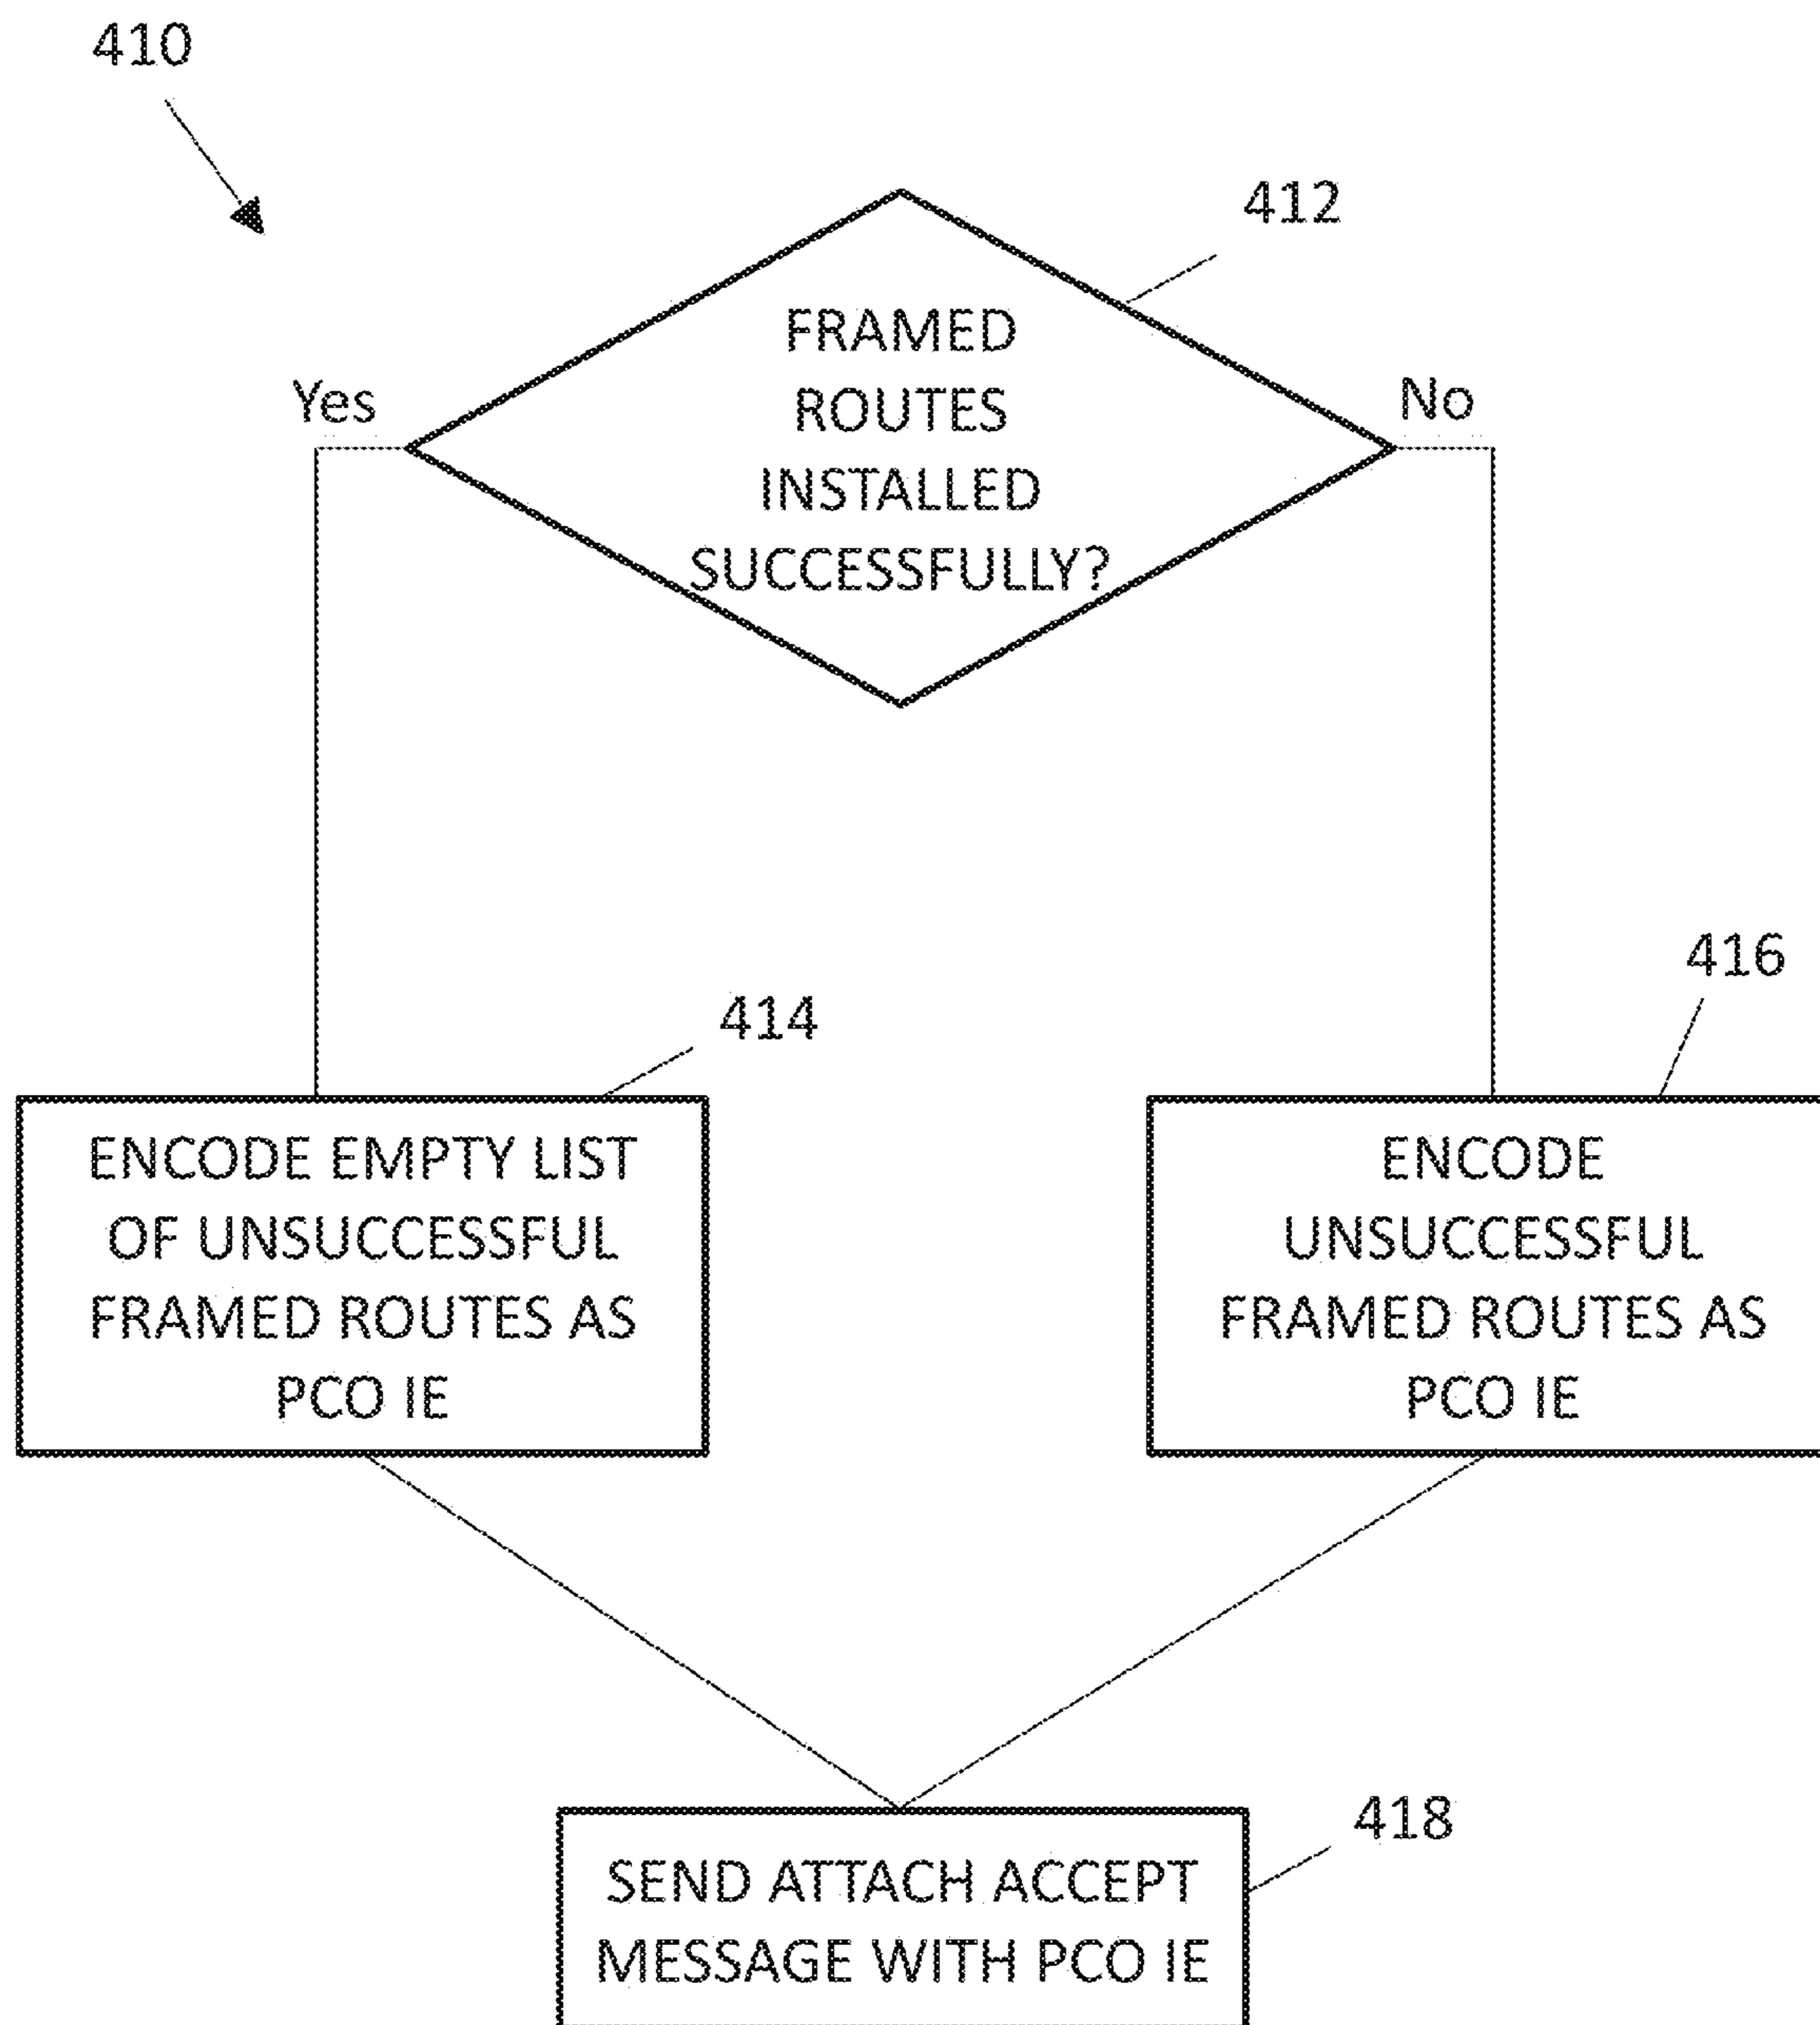 410
412
FRAMED
ROUTES
INSTALLED
SUCCESSFULLY?
Yes
No
414
416
ENCODE EMPTY LIST
OF UNSUCCESSFUL
FRAMED ROUTES AS
PCO IE
ENCODE
UNSUCCESSFUL
FRAMED ROUTES AS
PCO IE
418
SEND ATTACH ACCEPT
MESSAGE WITH PCO IE